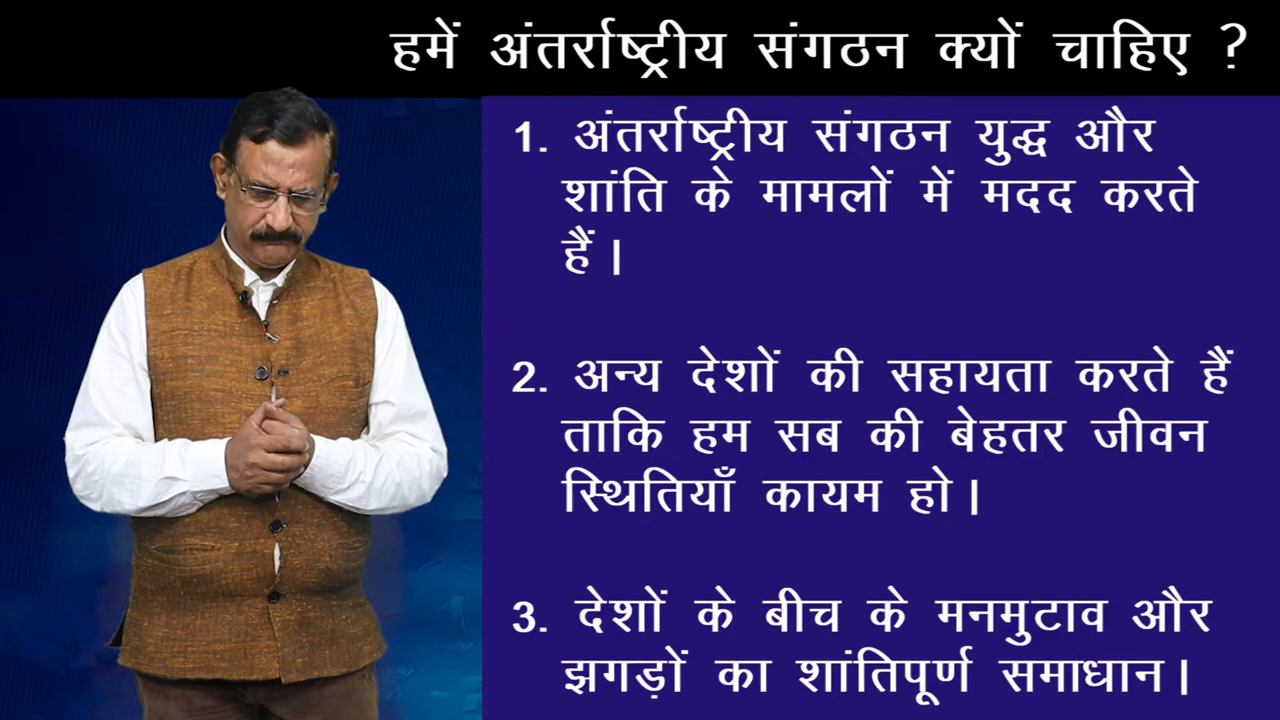 हमें अंतर्राष्ट्रीय संगठन क्यों चाहिए ?
1. अंतर्राष्ट्रीय संगठन युद्ध और
शांति के मामलों में मदद करते
हैं।
2. अन्य देशों की सहायता करते हैं
ताकि हम सब की बेहतर जीवन
स्थितियाँ कायम हो।
3. देशों के बीच के मनमुटाव और
झगड़ों का शांतिपूर्ण समाधान।